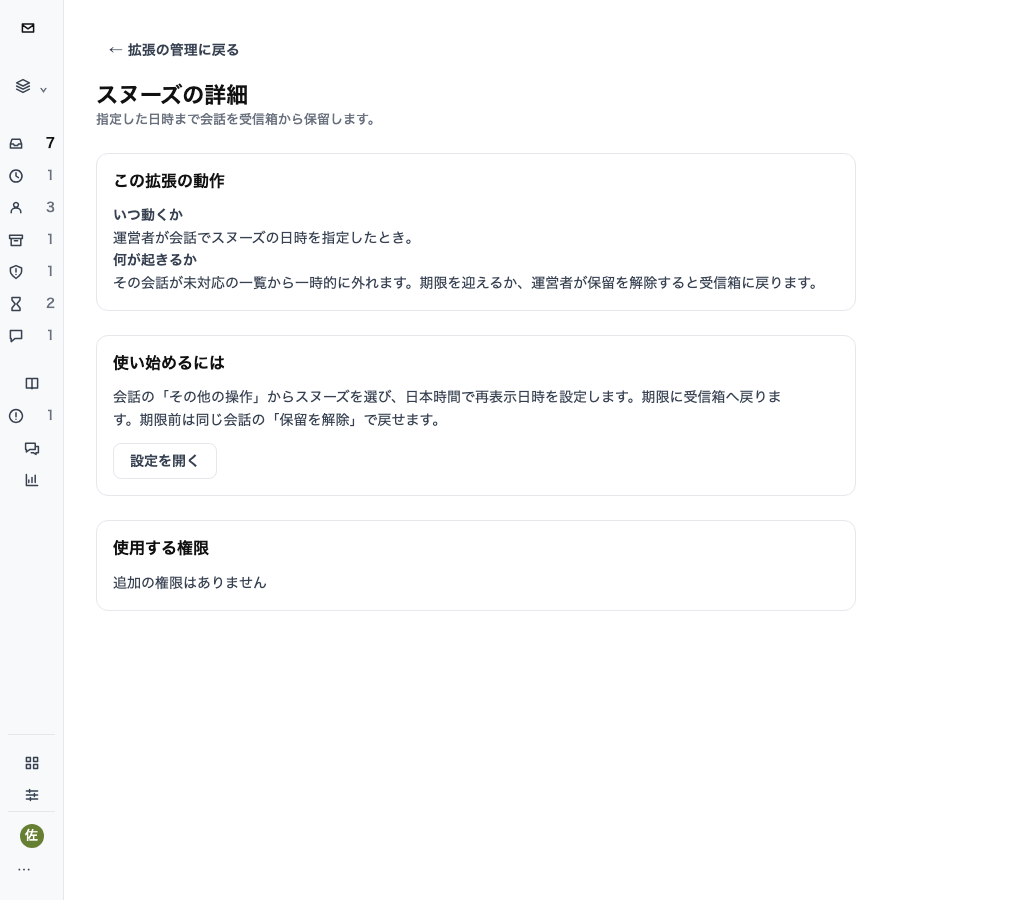 ← 拡張の管理に戻る
スヌーズの詳細
指定した日時まで会話を受信箱から保留します。
7
1
3
1
1
2
1
1
この拡張の動作
いつ動くか
運営者が会話でスヌーズの日時を指定したとき。
何が起きるか
その会話が未対応の一覧から一時的に外れます。期限を迎えるか、運営者が保留を解除すると受信箱に戻ります。
使い始めるには
会話の「その他の操作」からスヌーズを選び、日本時間で再表示日時を設定します。期限に受信箱へ戻りま
す。期限前は同じ会話の「保留を解除」で戻せます。
設定を開く
使用する権限
追加の権限はありません
佐